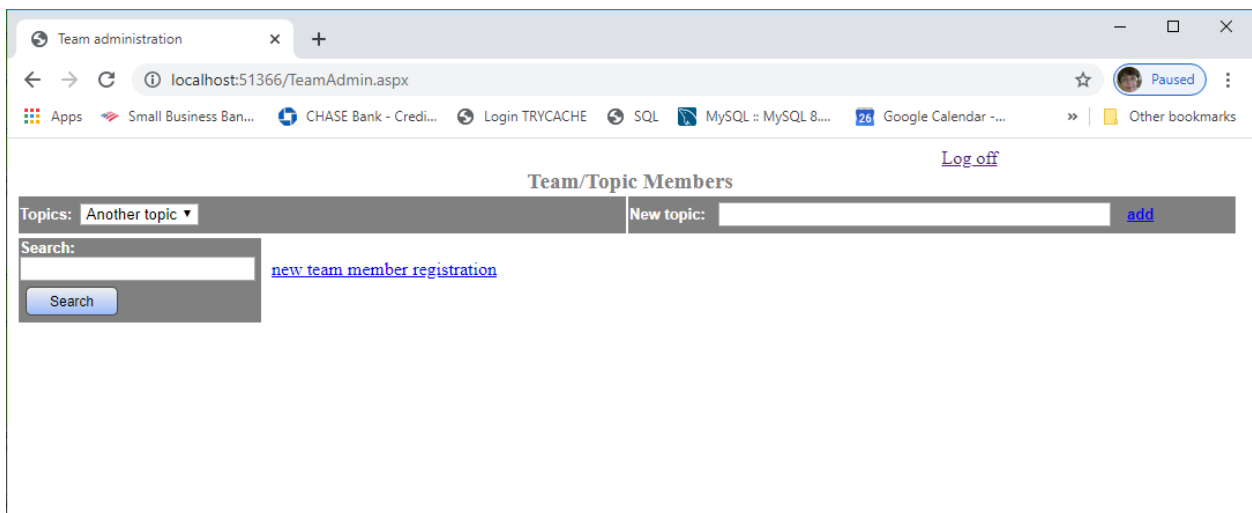 Team administration
localhost:51366/TeamAdmin.aspx
Paused
Apps
Small Business Ban...
CHASE Bank - Credi...
Login TRYCACHE
SQL
MySQL :: MySQL 8....
26
Google Calendar -...
»
Other bookmarks
Log off
Team/Topic Members
Topics: Another topic
New topic: add
Search:
new team member registration
Search